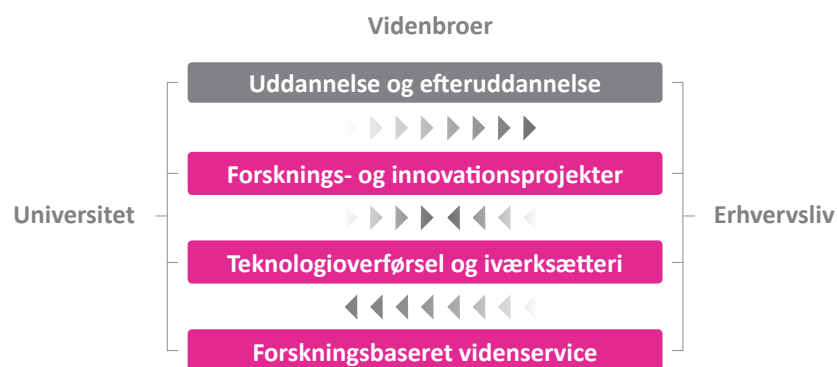 Videnbroer
Uddannelse og efteruddannelse
Forsknings- og innovationsprojekter
Universitet
Erhvervsliv
Teknologioverførsel og iværksætteri
Forskningsbaseret videnservice